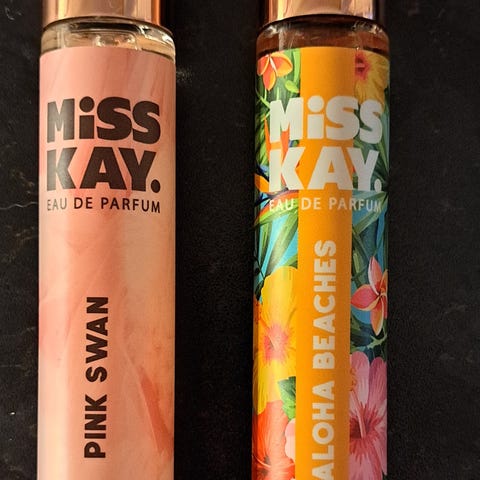 MiSS
KAY.
EAU DE PARFUM
PINK SWAN
MiSS
KAY.
EAU DE PARFUM
ALOHA BEACHES